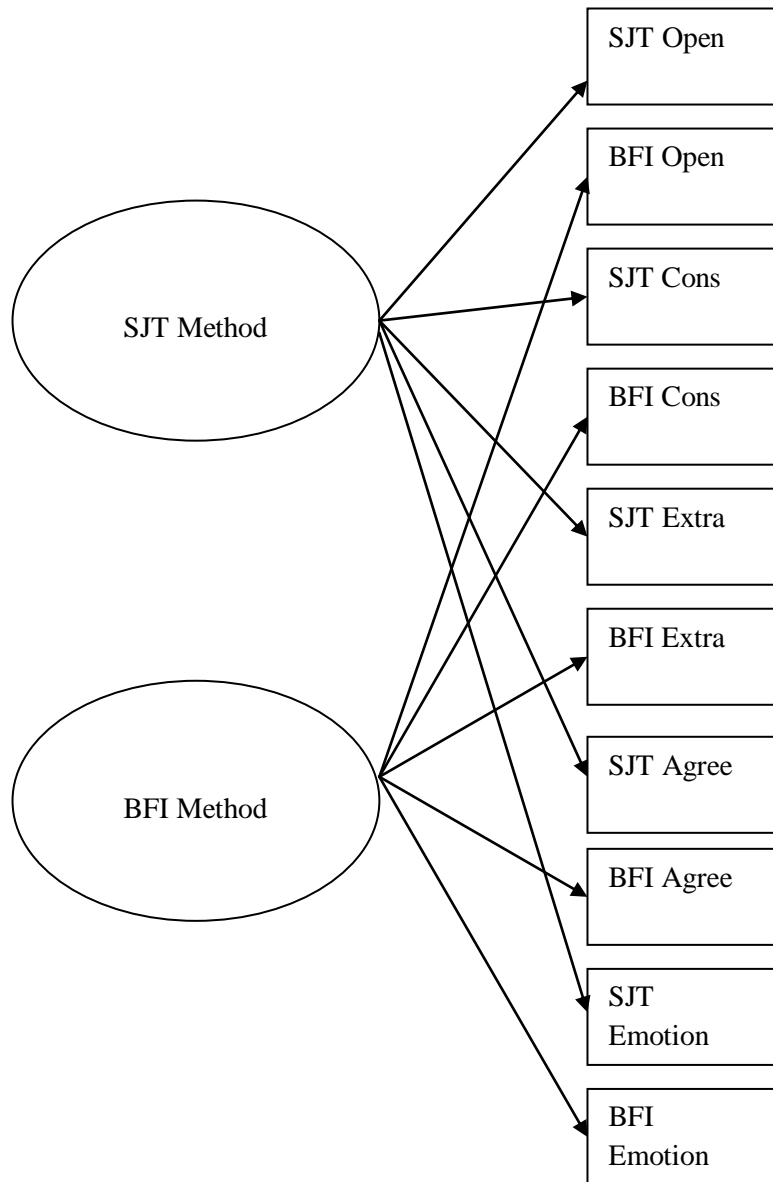 SJT Open
BFI Open
SJT Cons
SJT Method
BFI Cons
SJT Extra
BFI Extra
SJT Agree
BFI Method
BFI Agree
SJT
Emotion
BFI
Emotion